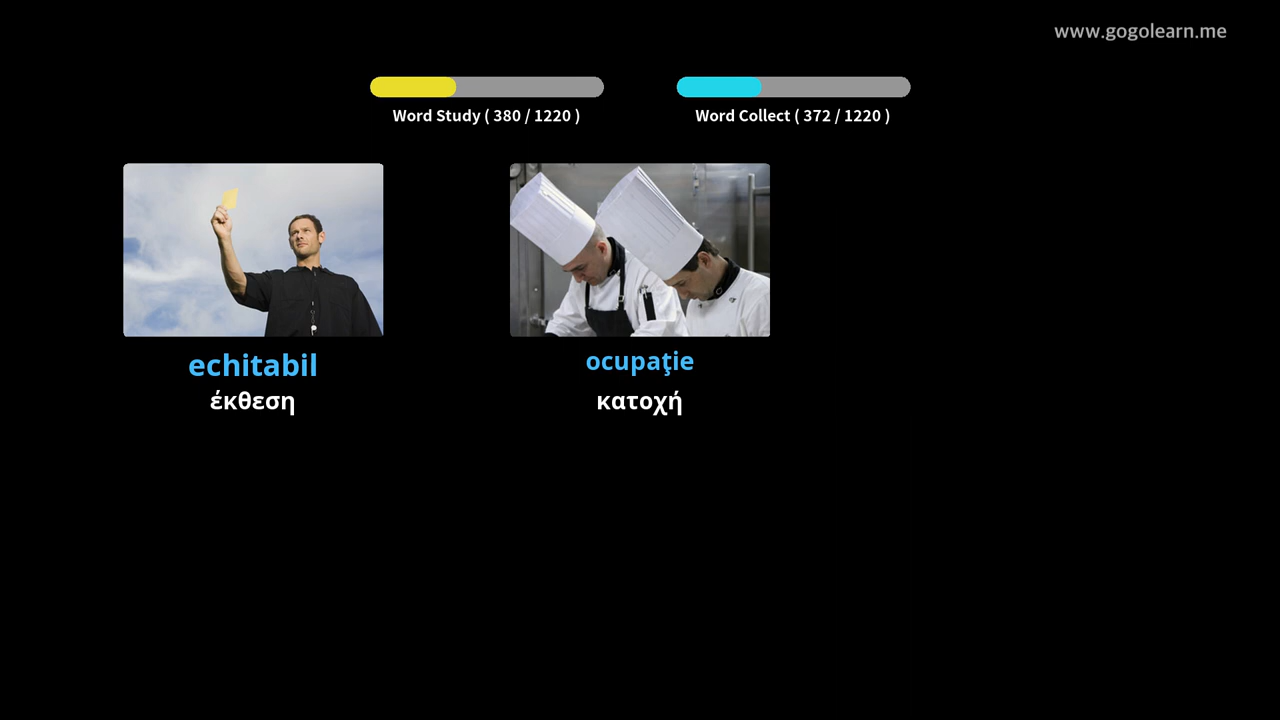 www.gogolearn.me
Word Study ( 380 / 1220 )
Word Collect ( 372 / 1220 )
echitabil
έκθεση
ocupaţie
κατοχή